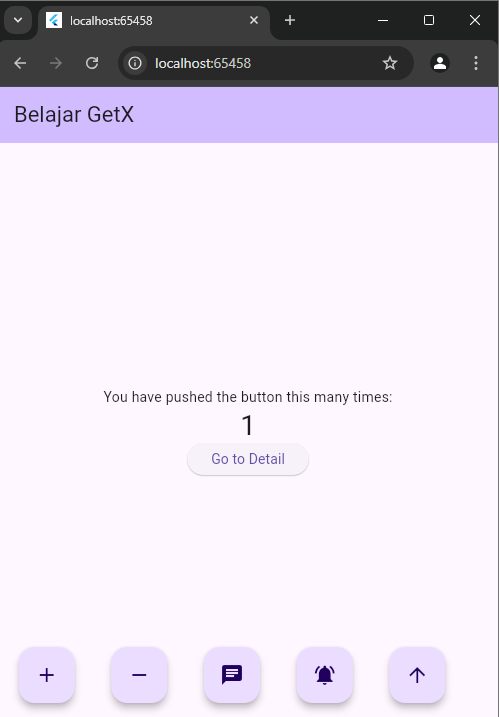 localhost:65458
localhost:65458
Belajar GetX
You have pushed the button this many times:
1
Go to Detail